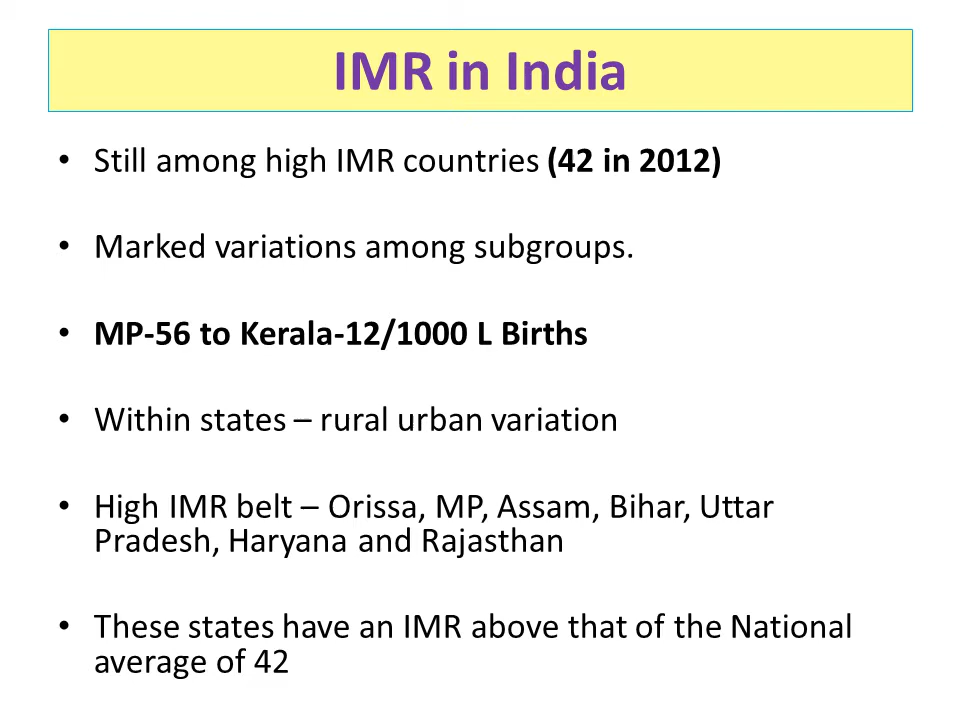 IMR in India
• Still among high IMR countries (42 in 2012)
• Marked variations among subgroups.
• MP-56 to Kerala-12/1000 L Births
• Within states – rural urban variation
• High IMR belt – Orissa, MP, Assam, Bihar, Uttar
Pradesh, Haryana and Rajasthan
• These states have an IMR above that of the National
average of 42